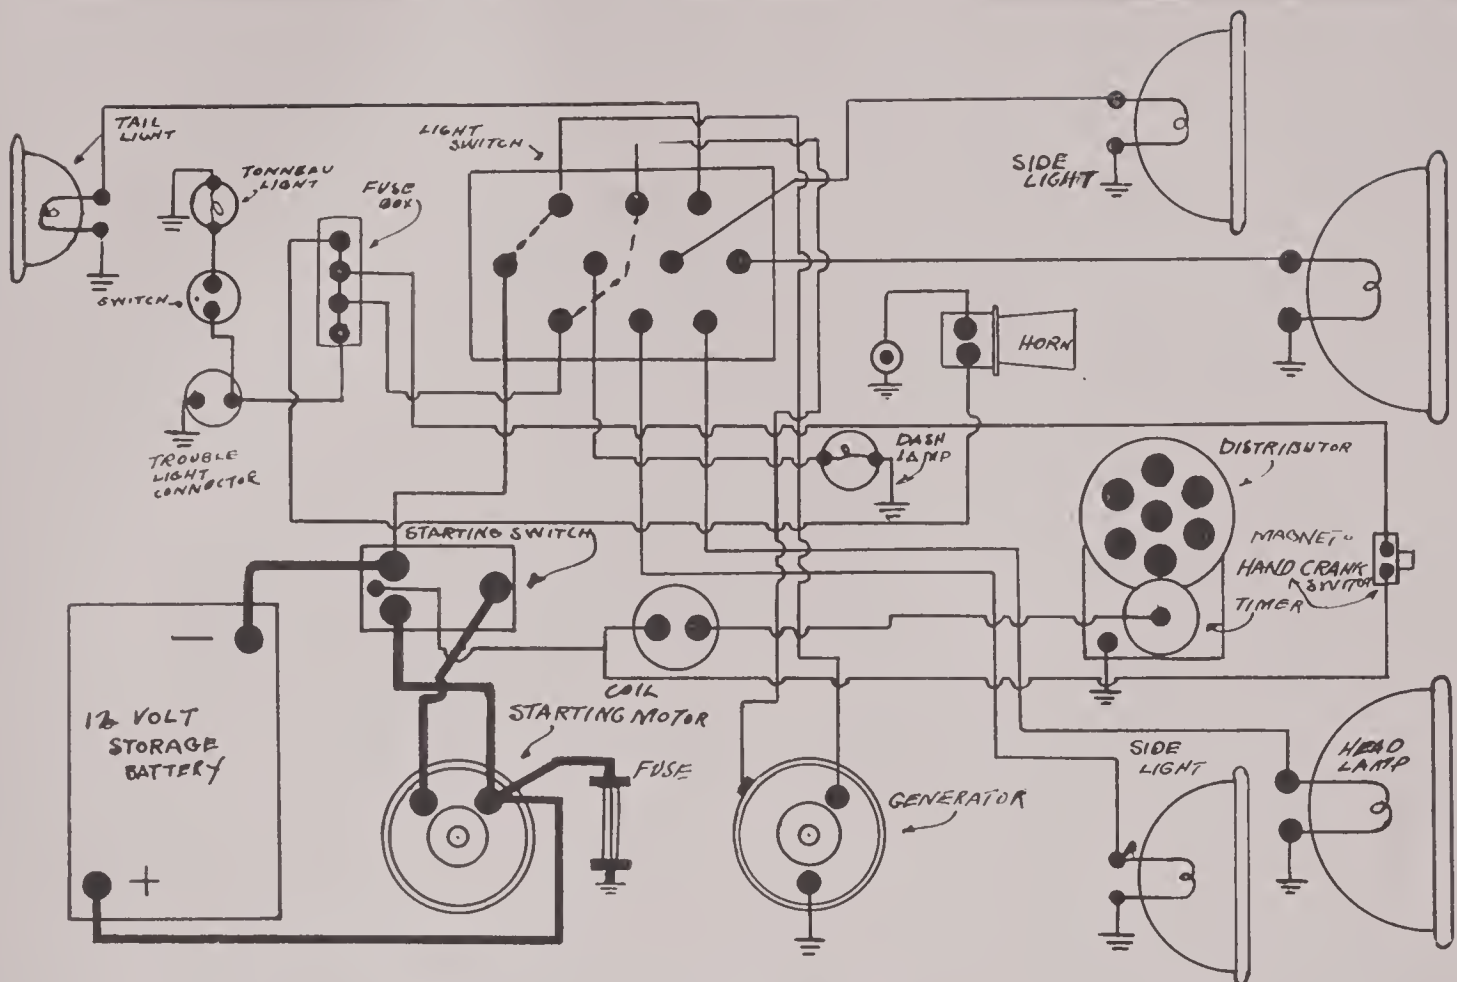 TAIL
LIGHT
TONNEAU
LIGHT
FUSE
BOX
LIGHT
SWITCH
SIDE
LIGHT
SWITCH
HORN
TROUBLE
LIGHT
CONNECTOR
DASH
LAMP
DISTRIBUTOR
STARTING SWITCH
MAGNETO
HAND CRANK
TIMER
COIL
12 VOLT
STORAGE
BATTERY
−
+
STARTING MOTOR
FUSE
GENERATOR
SIDE
LIGHT
HEAD
LAMP